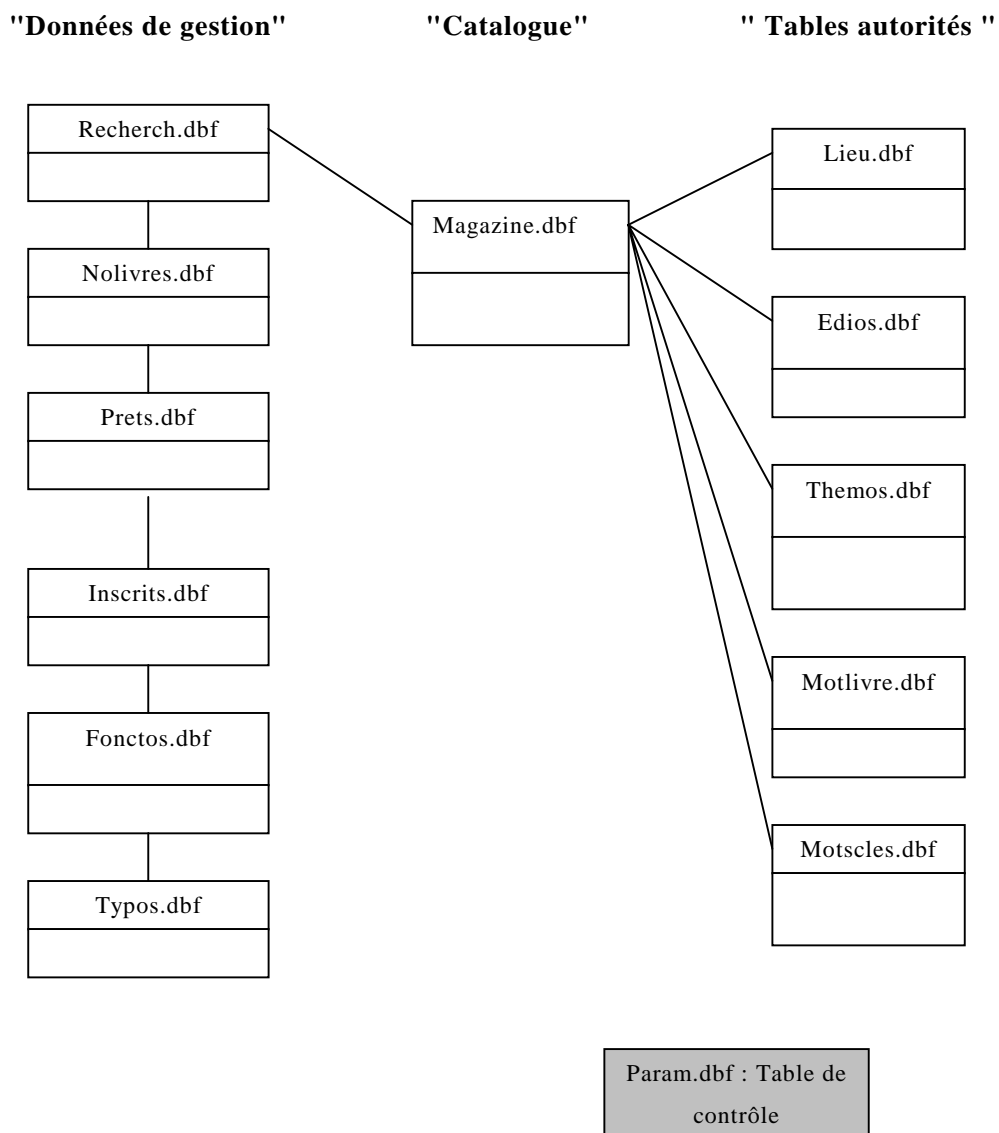 "Données de gestion" "Catalogue" " Tables autorités "
Recherch.dbf
Nolivres.dbf
Prets.dbf
Inscrits.dbf
Fonctos.dbf
Typos.dbf
Magazine.dbf
Lieu.dbf
Edios.dbf
Themos.dbf
Motlivre.dbf
Motscles.dbf
Param.dbf : Table de
contrôle